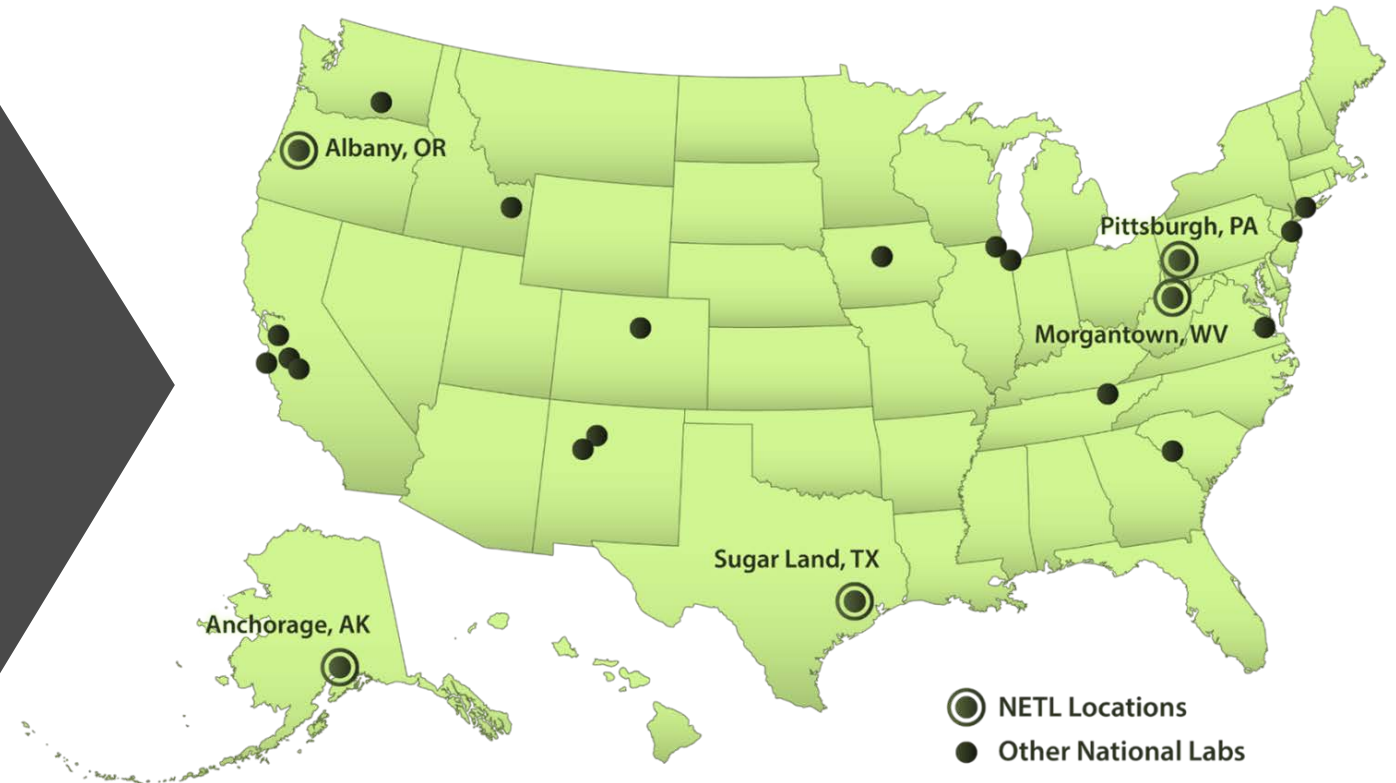 Albany, OR
Pittsburgh, PA
Morgantown, WV
Sugar Land, TX
Anchorage, AK
NETL Locations
Other National Labs